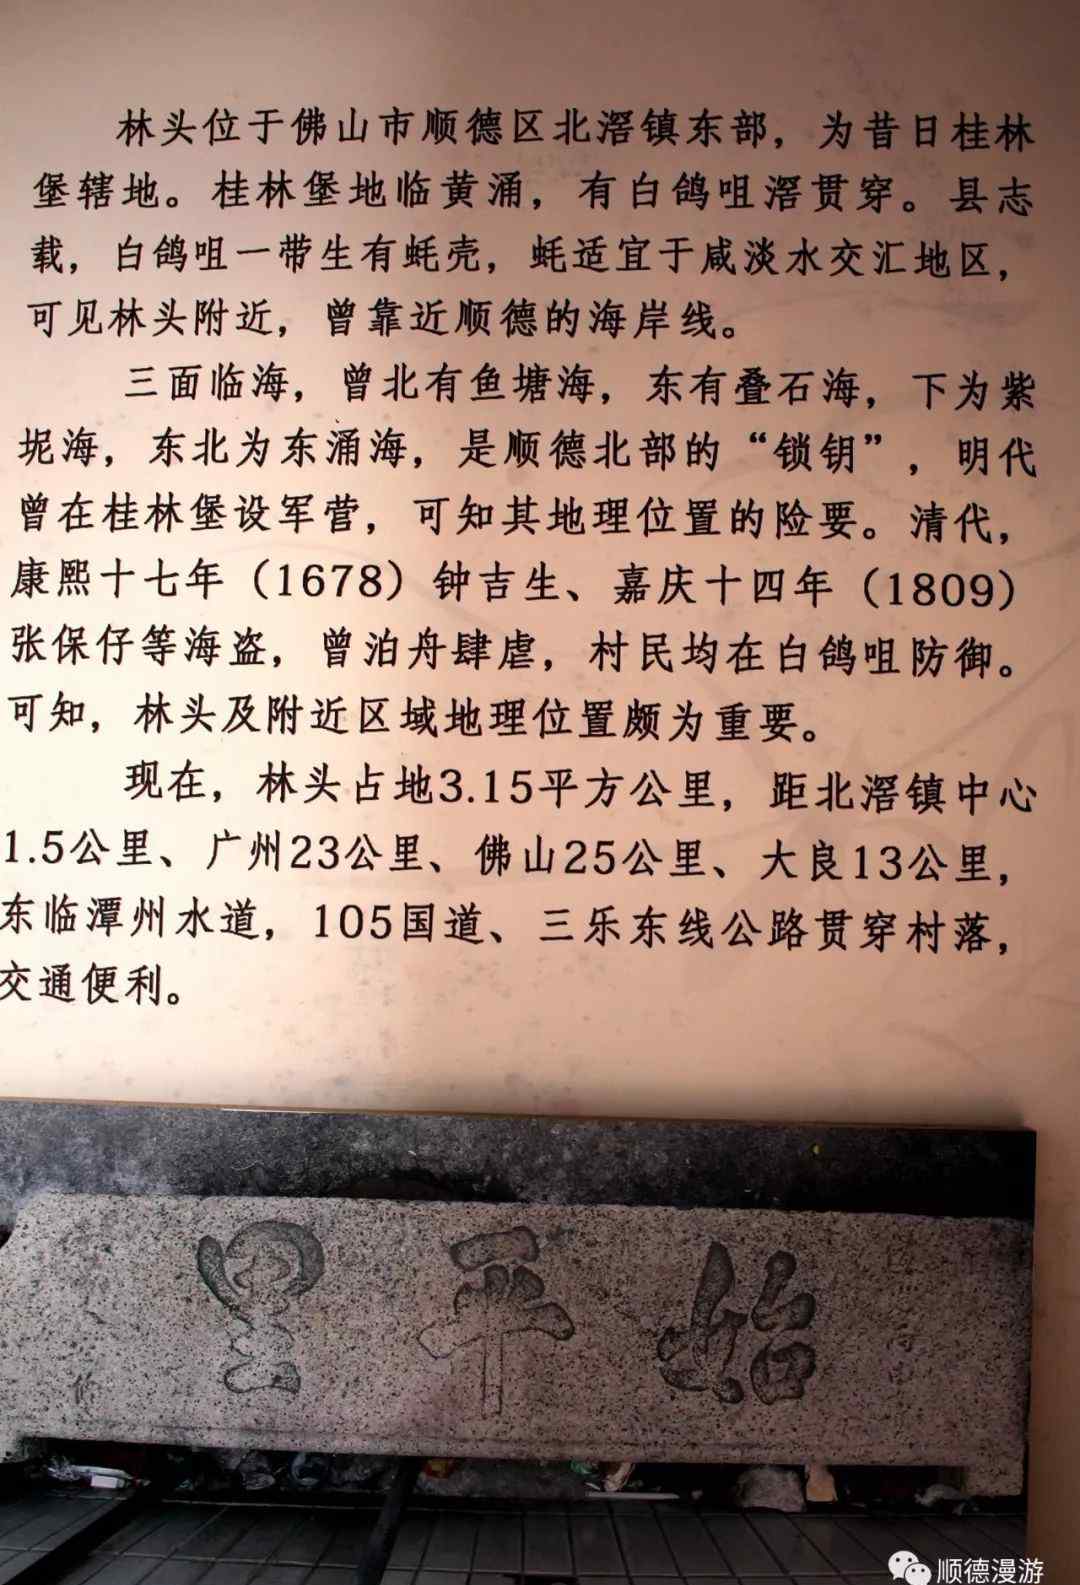 林头位于佛山市顺德区北滘镇东部，为昔日桂林
堡辖地。桂林堡地临黄涌，有白鸽咀滘贯穿。县志
载，白鸽咀一带生有蚝壳，蚝适宜于咸淡水交汇地区，
可见林头附近，曾靠近顺德的海岸线。
三面临海，曾北有鱼塘海，东有叠石海，下为紫
坭海，东北为东涌海，是顺德北部的“锁钥”，明代
曾在桂林堡设军营，可知其地理位置的险要。清代，
康熙十七年（1678）钟吉生、嘉庆十四年（1809）
张保仔等海盗，曾泊舟肆虐，村民均在白鸽咀防御。
可知，林头及附近区域地理位置颇为重要。
现在，林头占地3.15平方公里，距北滘镇中心
1.5公里、广州23公里、佛山25公里、大良13公里，
东临潭州水道，105国道、三乐东线公路贯穿村落，
交通便利。
始平里
顺德漫游